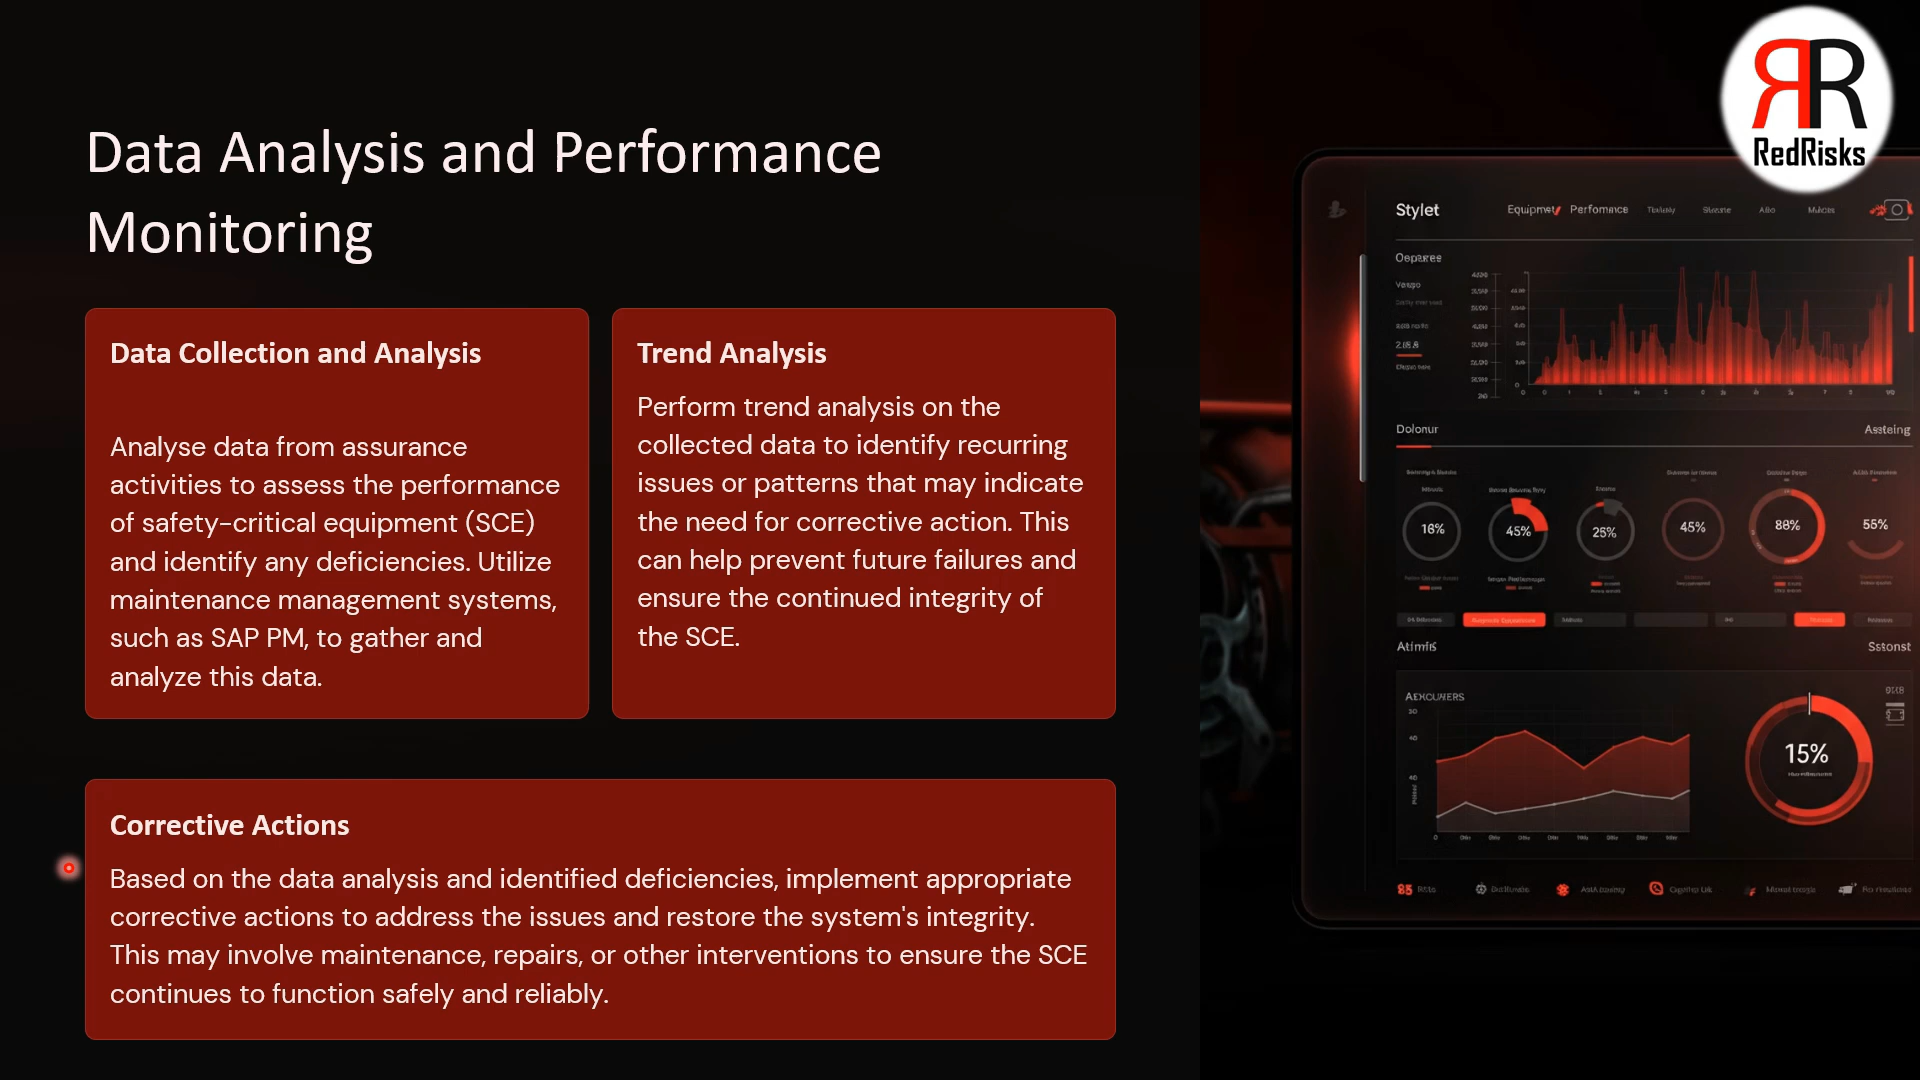 Data Analysis and Performance
Monitoring
Data Collection and Analysis
Analyse data from assurance
activities to assess the performance
of safety-critical equipment (SCE)
and identify any deficiencies. Utilize
maintenance management systems,
such as SAP PM, to gather and
analyze this data.
Trend Analysis
Perform trend analysis on the
collected data to identify recurring
issues or patterns that may indicate
the need for corrective action. This
can help prevent future failures and
ensure the continued integrity of
the SCE.
Corrective Actions
Based on the data analysis and identified deficiencies, implement appropriate
corrective actions to address the issues and restore the system's integrity.
This may involve maintenance, repairs, or other interventions to ensure the SCE
continues to function safely and reliably.
RR
RedRisks
Stylet
Dolonur
Assteing
16%
45%
25%
45%
88%
55%
Sstonst
15%